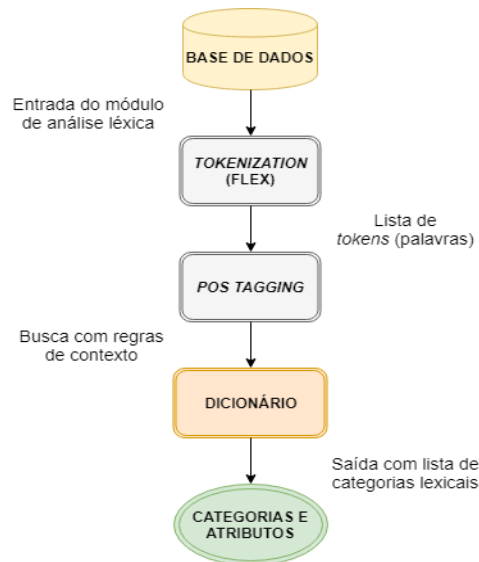 BASE DE DADOS
Entrada do módulo
de análise léxica
TOKENIZATION
(FLEX)
Lista de
tokens (palavras)
POS TAGGING
Busca com regras
de contexto
DICIONÁRIO
Saída com lista de
categorias lexicais
CATEGORIAS E
ATRIBUTOS